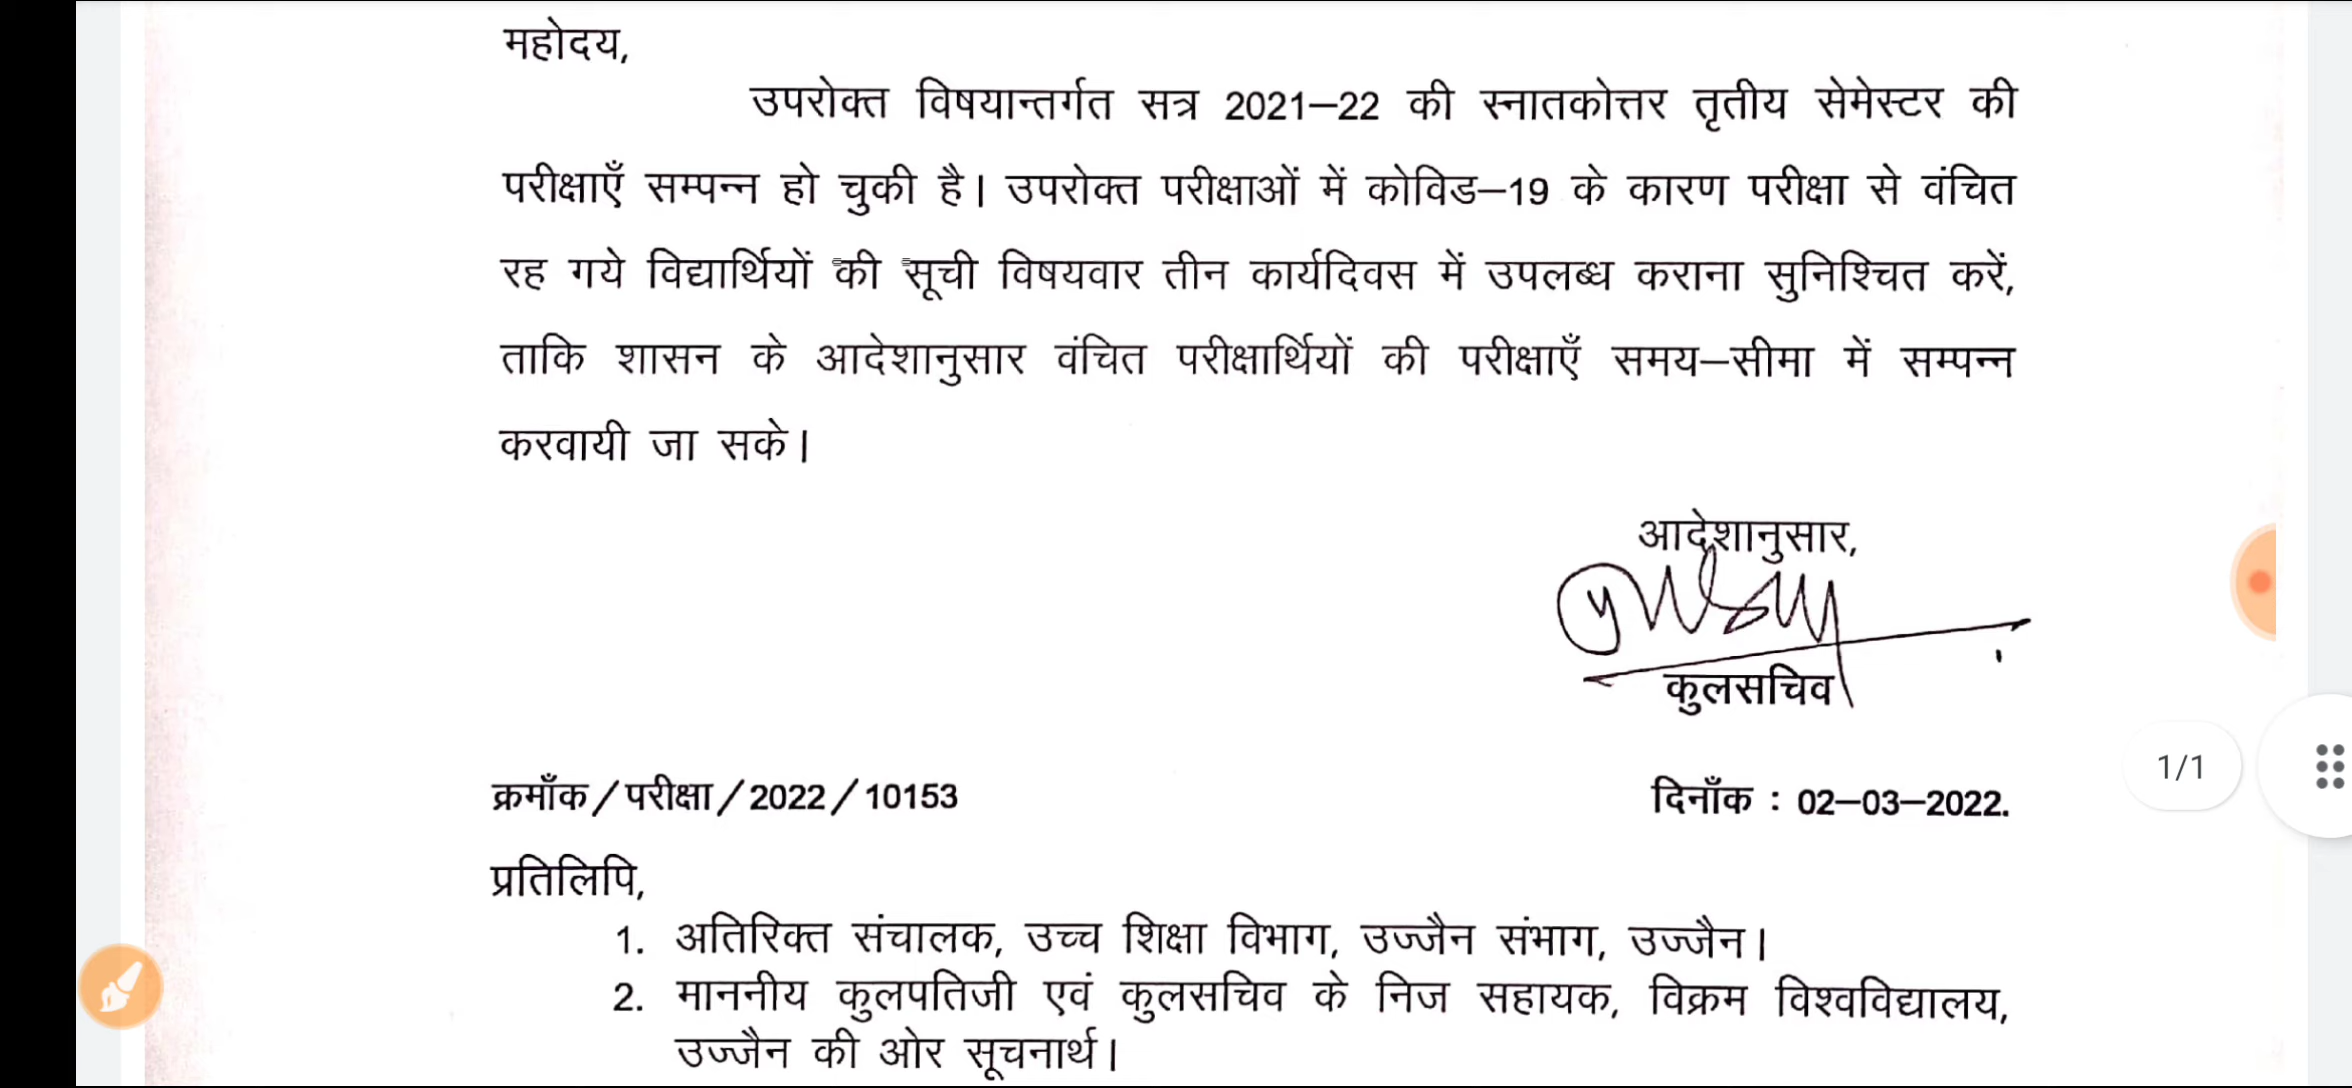 महोदय,
उपरोक्त विषयान्तर्गत सत्र 2021–22 की स्नातकोत्तर तृतीय सेमेस्टर की
परीक्षाएँ सम्पन्न हो चुकी है। उपरोक्त परीक्षाओं में कोविड–19 के कारण परीक्षा से वंचित
रह गये विद्यार्थियों की सूची विषयवार तीन कार्यदिवस में उपलब्ध कराना सुनिश्चित करें,
ताकि शासन के आदेशानुसार वंचित परीक्षार्थियों की परीक्षाएँ समय–सीमा में सम्पन्न
करवायी जा सके।
आदेशानुसार,
कुलसचिव
क्रमाँक/परीक्षा/2022/10153
दिनाँक : 02–03–2022.
1/1
प्रतिलिपि,
1. अतिरिक्त संचालक, उच्च शिक्षा विभाग, उज्जैन संभाग, उज्जैन।
2. माननीय कुलपतिजी एवं कुलसचिव के निज सहायक, विक्रम विश्वविद्यालय,
उज्जैन की ओर सूचनार्थ।